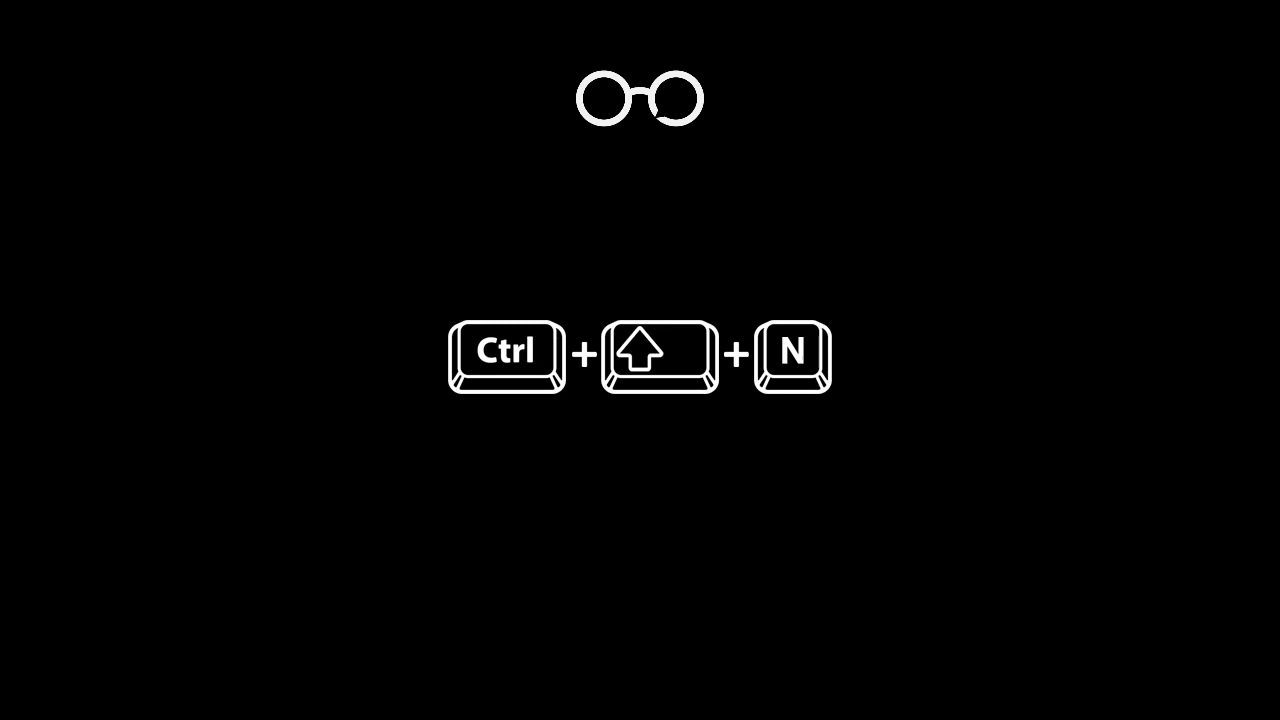 Ctrl + ⇧ + N